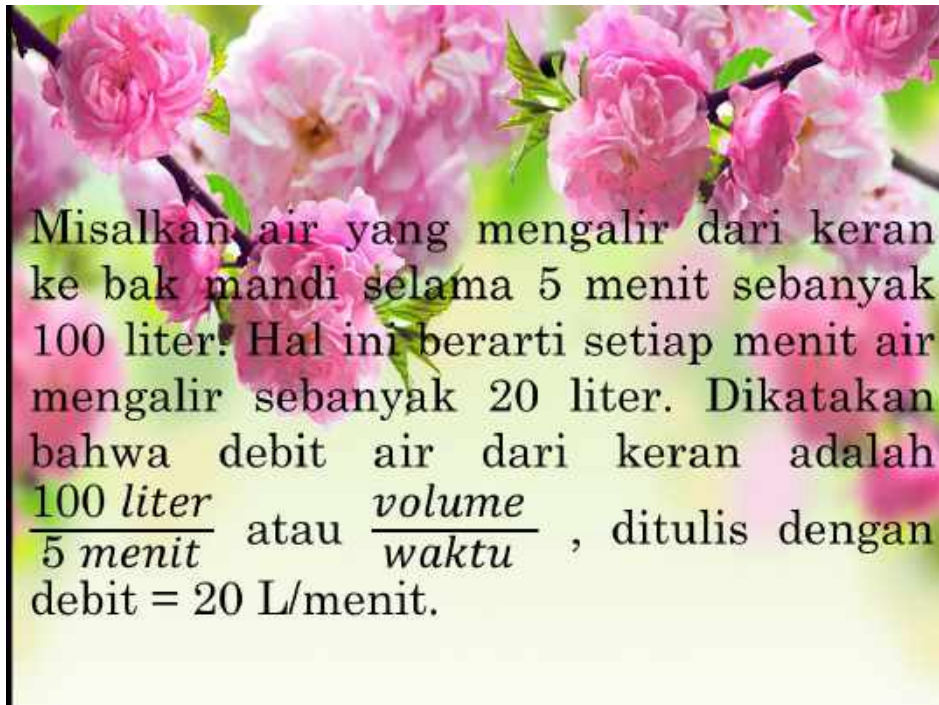 Misalkan air yang mengalir dari keran
ke bak mandi selama 5 menit sebanyak
100 liter. Hal ini berarti setiap menit air
mengalir sebanyak 20 liter. Dikatakan
bahwa debit air dari keran adalah
100 liter / 5 menit atau volume / waktu , ditulis dengan
debit = 20 L/menit.